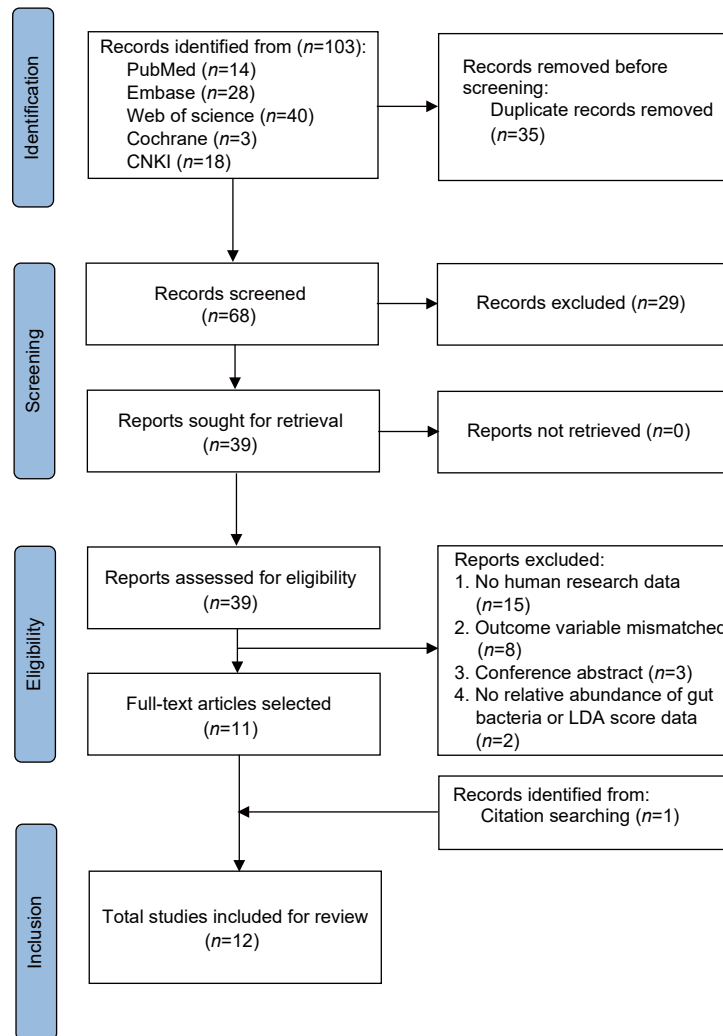 Identification
Records identified from (n=103):
PubMed (n=14)
Embase (n=28)
Web of science (n=40)
Cochrane (n=3)
CNKI (n=18)
Records removed before
screening:
Duplicate records removed
(n=35)
Screening
Records screened
(n=68)
Records excluded (n=29)
Reports sought for retrieval
(n=39)
Reports not retrieved (n=0)
Eligibility
Reports assessed for eligibility
(n=39)
Reports excluded:
1. No human research data
(n=15)
2. Outcome variable mismatched
(n=8)
3. Conference abstract (n=3)
4. No relative abundance of gut
bacteria or LDA score data
(n=2)
Full-text articles selected
(n=11)
Records identified from:
Citation searching (n=1)
Inclusion
Total studies included for review
(n=12)